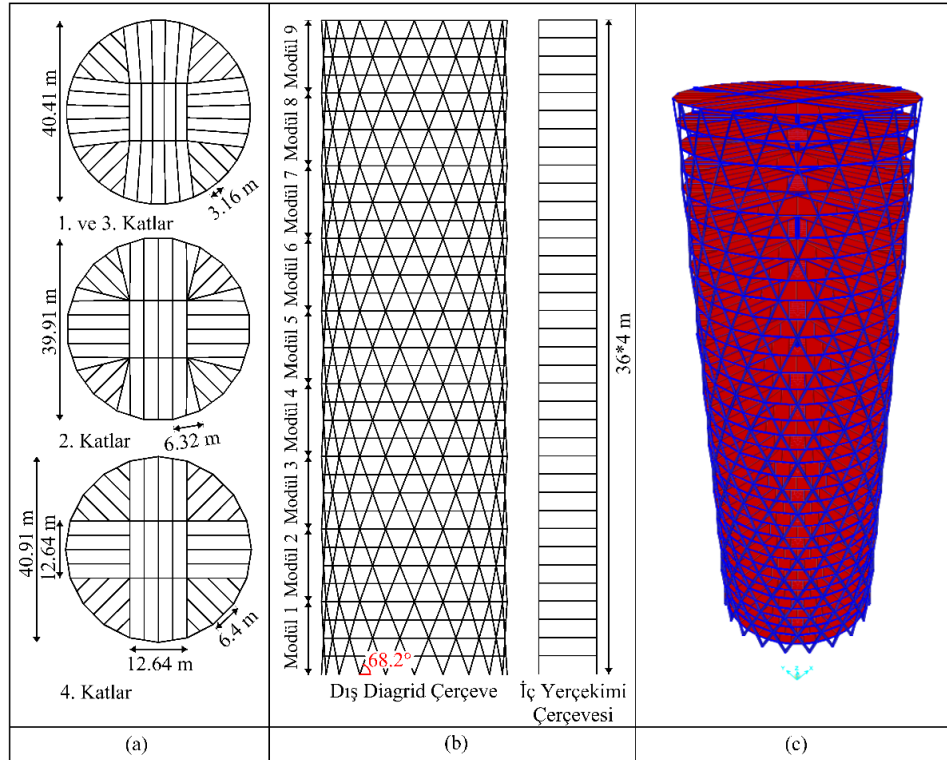 40.41 m
3.16 m
1. ve 3. Katlar
39.91 m
6.32 m
2. Katlar
40.91 m
12.64 m
6.4 m
12.64 m
4. Katlar
(a)
Modül 9
Modül 8
Modül 7
Modül 6
Modül 5
Modül 4
Modül 3
Modül 2
Modül 1
68.2°
36*4 m
Dış Diagrid Çerçeve
İç Yerçekimi
Çerçevesi
(b)
(c)